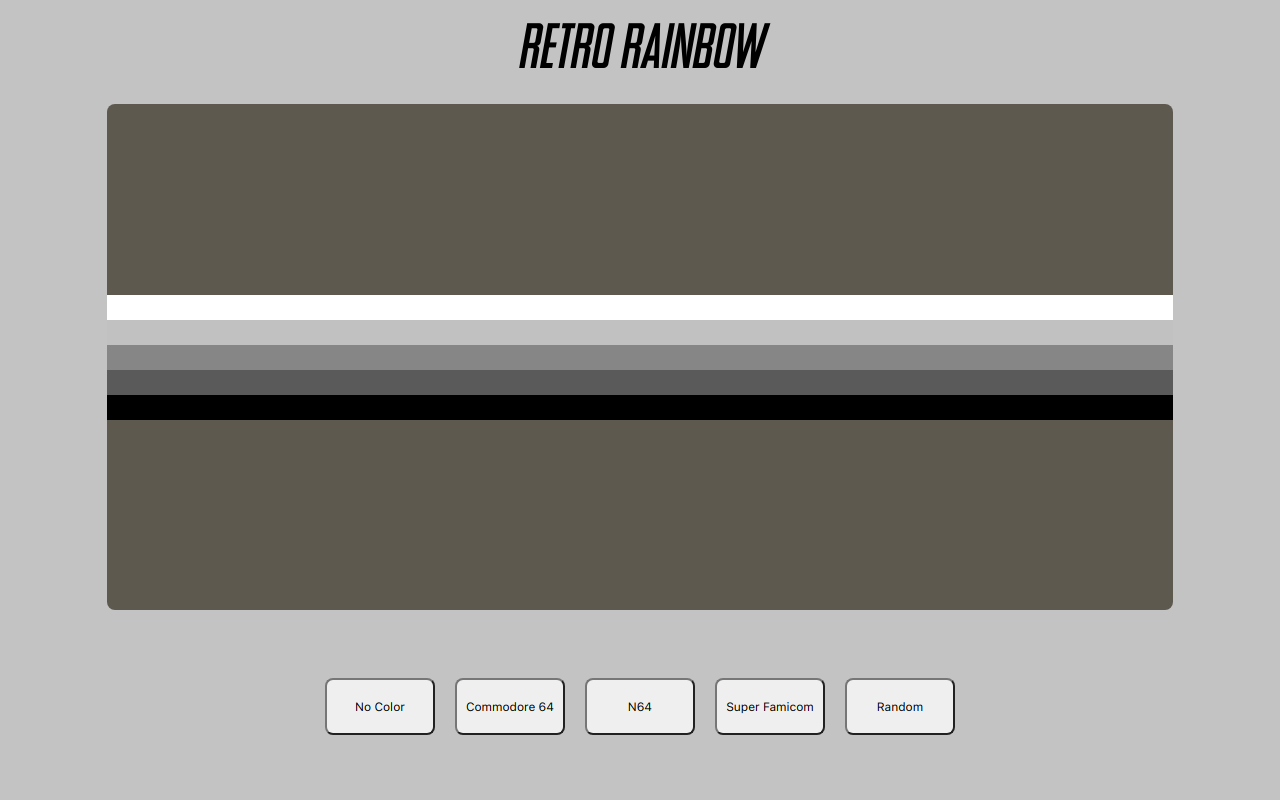 RETRO RAINBOW
No Color
Commodore 64
N64
Super Famicom
Random